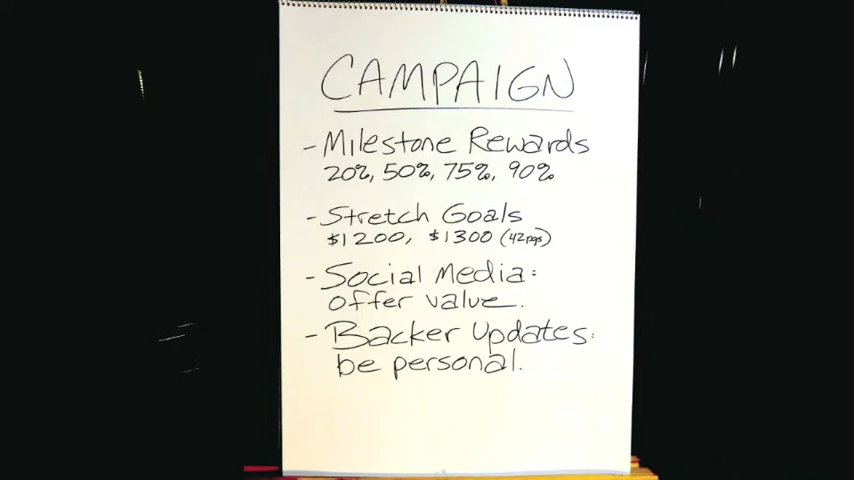 CAMPAIGN
- Milestone Rewards
20%, 50%, 75%, 90%
- Stretch Goals
$1200, $1300 (42pgs)
- Social Media:
offer value.
- Backer Updates:
be personal.